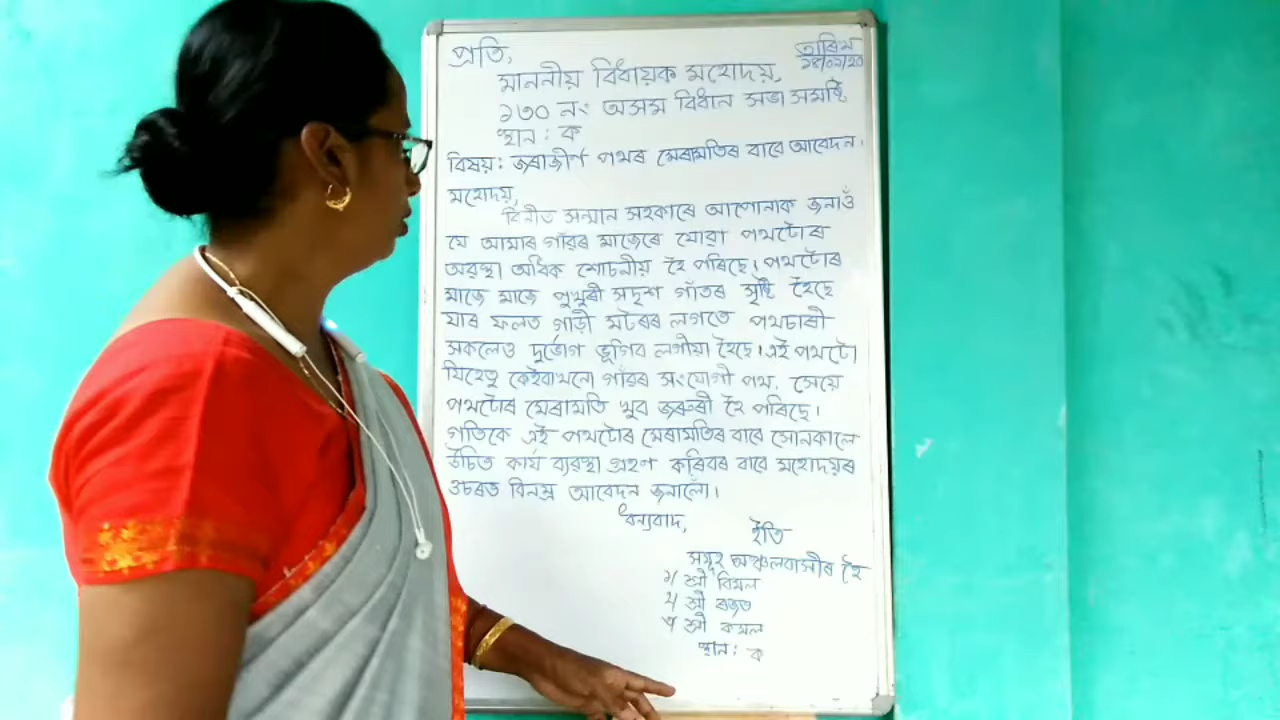 প্ৰতি,
তাৰিখ
মাননীয় বিধায়ক মহোদয়,
১৩০ নং অসম বিধান সভা সমষ্টি
স্থান : ক
বিষয়: জৰাজীৰ্ণ পথৰ মেৰামতিৰ বাবে আবেদন।
মহোদয়,
বিনীত সন্মান সহকাৰে আপোনাক জনাওঁ
যে আমাৰ গাঁৱৰ মাজেৰে যোৱা পথটোৰ
অৱস্থা অধিক শোচনীয় হৈ পৰিছে। পথটোৰ
মাজে মাজে পুখুৰী সদৃশ গাঁতৰ সৃষ্টি হৈছে
যাৰ ফলত গাড়ী মটৰৰ লগতে পথচাৰী
সকলেও দুৰ্ভোগ ভূগিব লগীয়া হৈছে। এই পথটো
যিহেতু কেইবাখনো গাঁৱৰ সংযোগী পথ, সেয়ে
পথটোৰ মেৰামতি খুব জৰুৰী হৈ পৰিছে।
গতিকে এই পথটোৰ মেৰামতিৰ বাবে সোনকালে
উচিত কাৰ্য ব্যৱস্থা গ্ৰহণ কৰিবৰ বাবে মহোদয়ৰ
ওচৰত বিনম্ৰ আবেদন জনালোঁ।
ধন্যবাদ,
ইতি
সমূহ অঞ্চলবাসীৰ হৈ
১/ শ্ৰী বিমল
২/ শ্ৰী ৰজত
৩/ শ্ৰী কমল
স্থান : ক